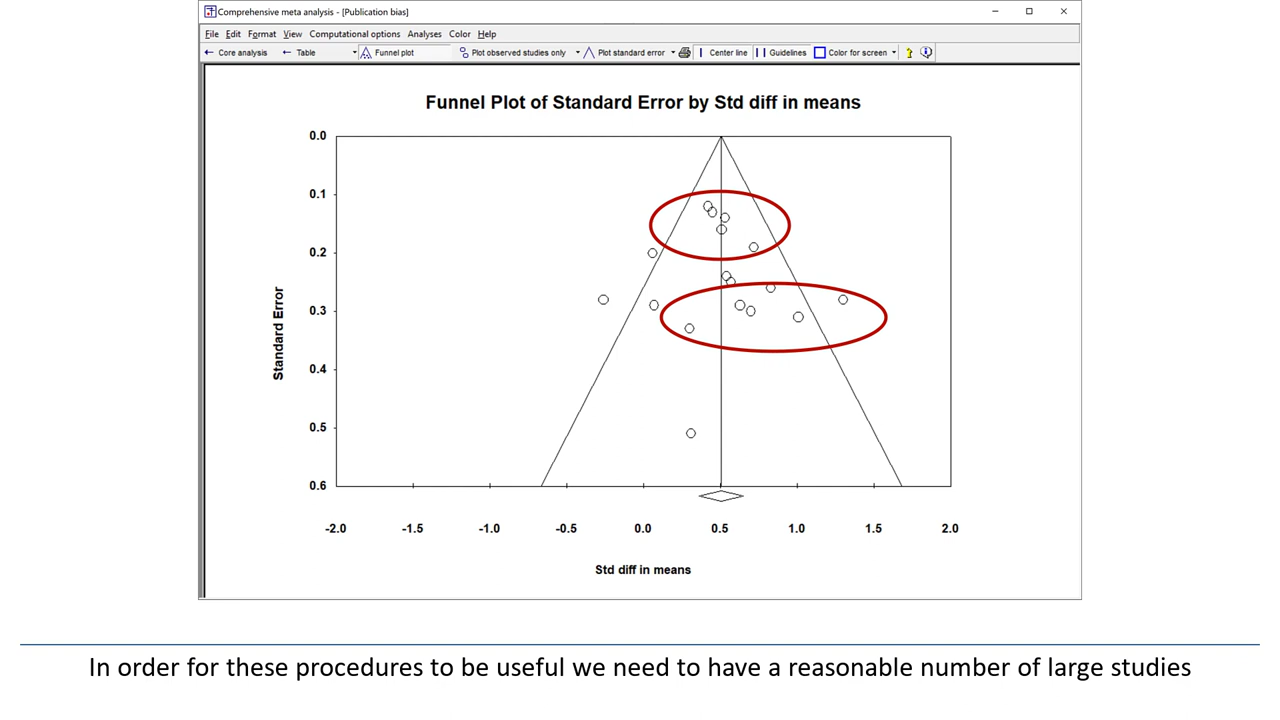 Comprehensive meta analysis - [Publication bias]
File Edit Format View Computational options Analyses Color Help
Core analysis Table Funnel plot Plot observed studies only Plot standard error Center line Guidelines Color for screen
Funnel Plot of Standard Error by Std diff in means
0.0
0.1
0.2
0.3
0.4
0.5
0.6
Standard Error
-2.0 -1.5 -1.0 -0.5 0.0 0.5 1.0 1.5 2.0
Std diff in means
In order for these procedures to be useful we need to have a reasonable number of large studies